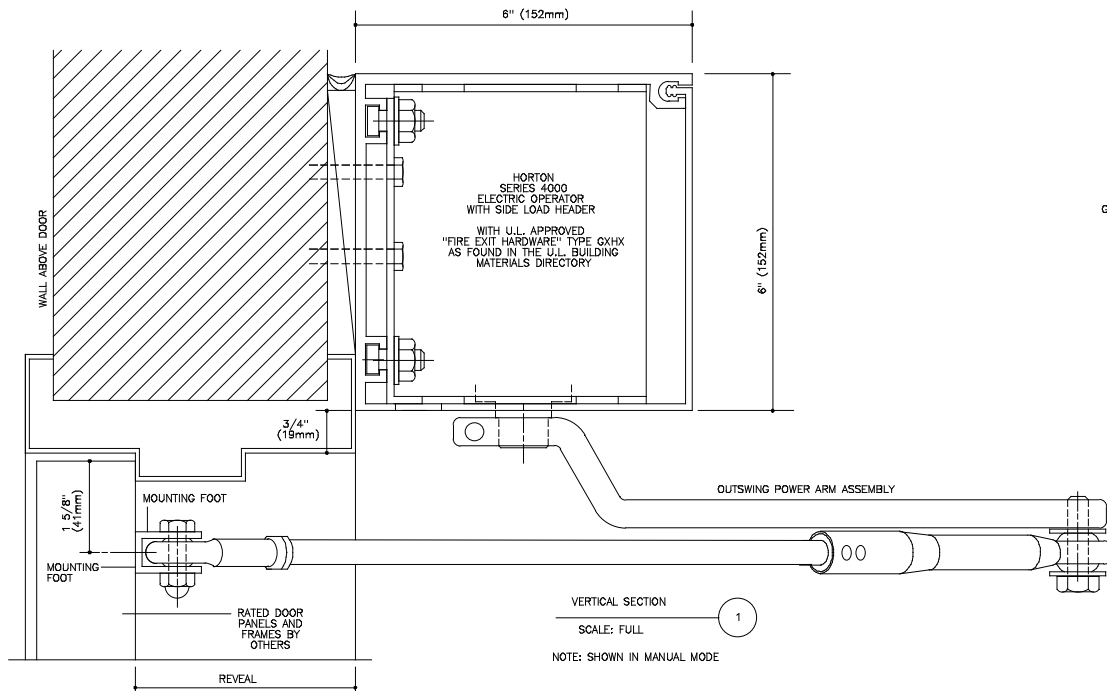 6" (152mm)
WALL ABOVE DOOR
HORTON
SERIES 4000
ELECTRIC OPERATOR
WITH SIDE LOAD HEADER
WITH U.L. APPROVED
"FIRE EXIT HARDWARE" TYPE GXHX
AS FOUND IN THE U.L. BUILDING
MATERIALS DIRECTORY
G
6" (152mm)
3/4"
(19mm)
1 5/8"
(41mm)
MOUNTING FOOT
OUTSWING POWER ARM ASSEMBLY
MOUNTING
FOOT
RATED DOOR
PANELS AND
FRAMES BY
OTHERS
VERTICAL SECTION
1
SCALE: FULL
NOTE: SHOWN IN MANUAL MODE
REVEAL